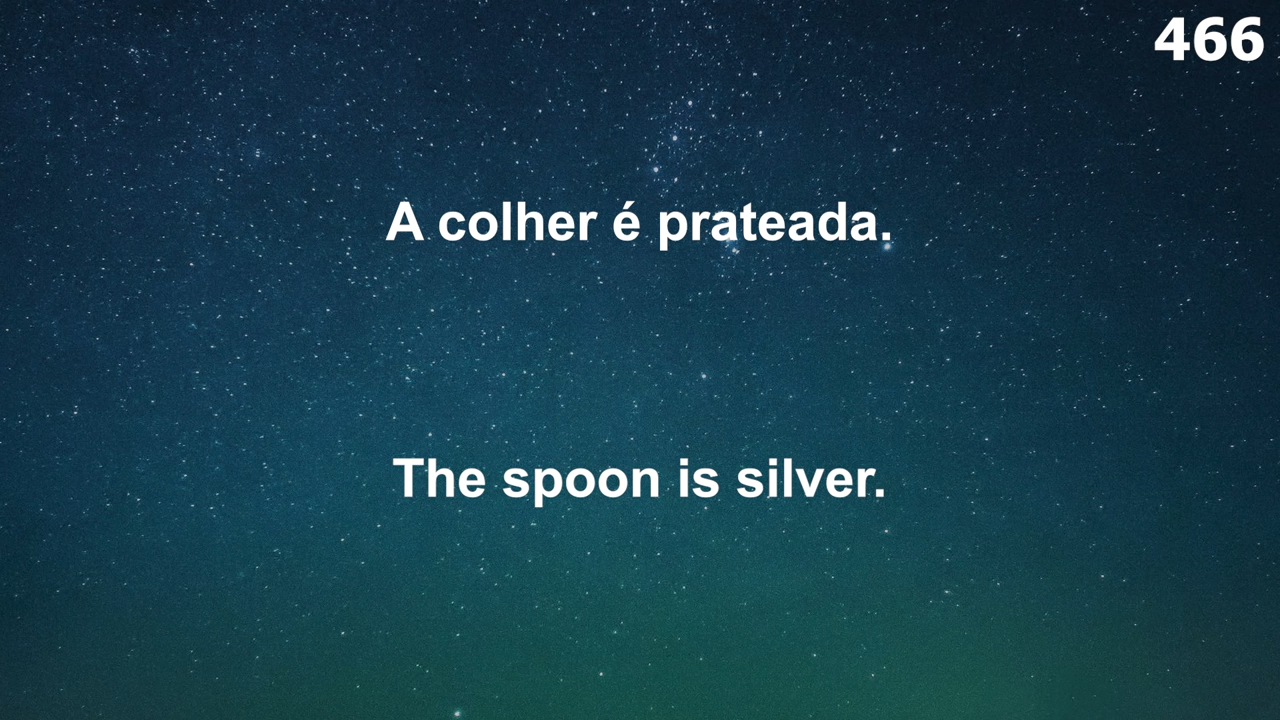 466
A colher é prateada.
The spoon is silver.